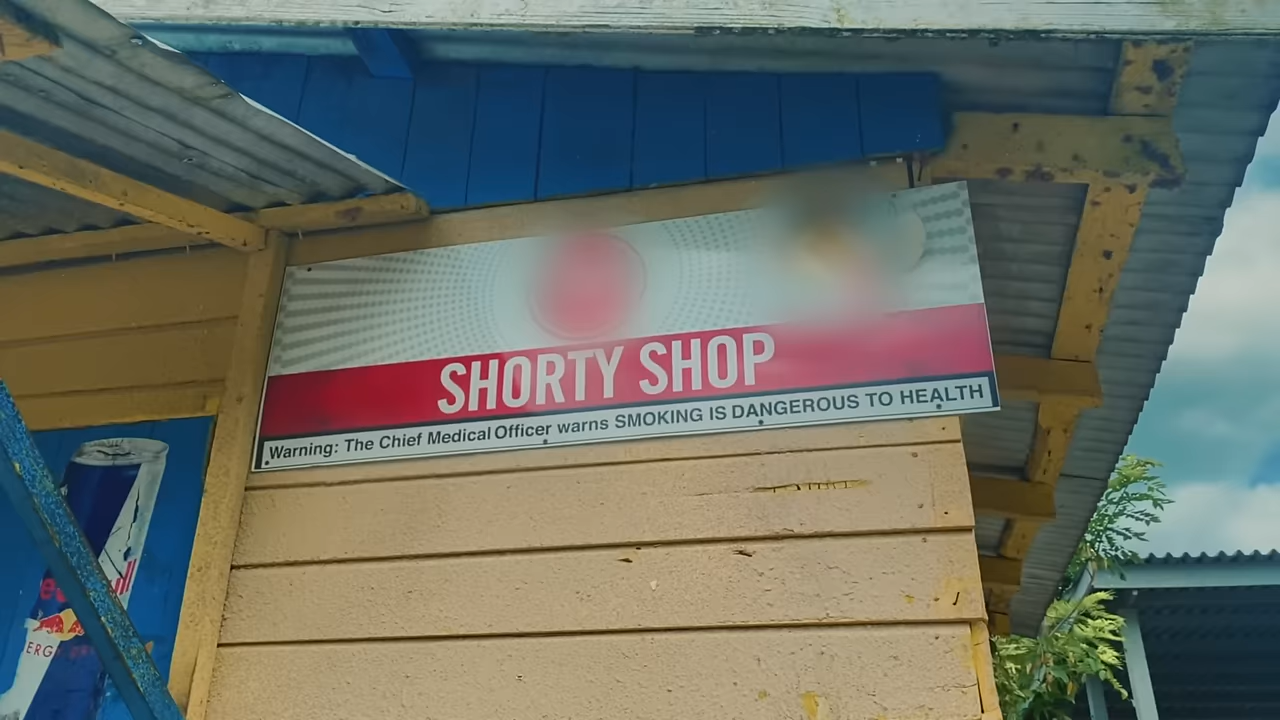 SHORTY SHOP
Warning: The Chief Medical Officer warns SMOKING IS DANGEROUS TO HEALTH